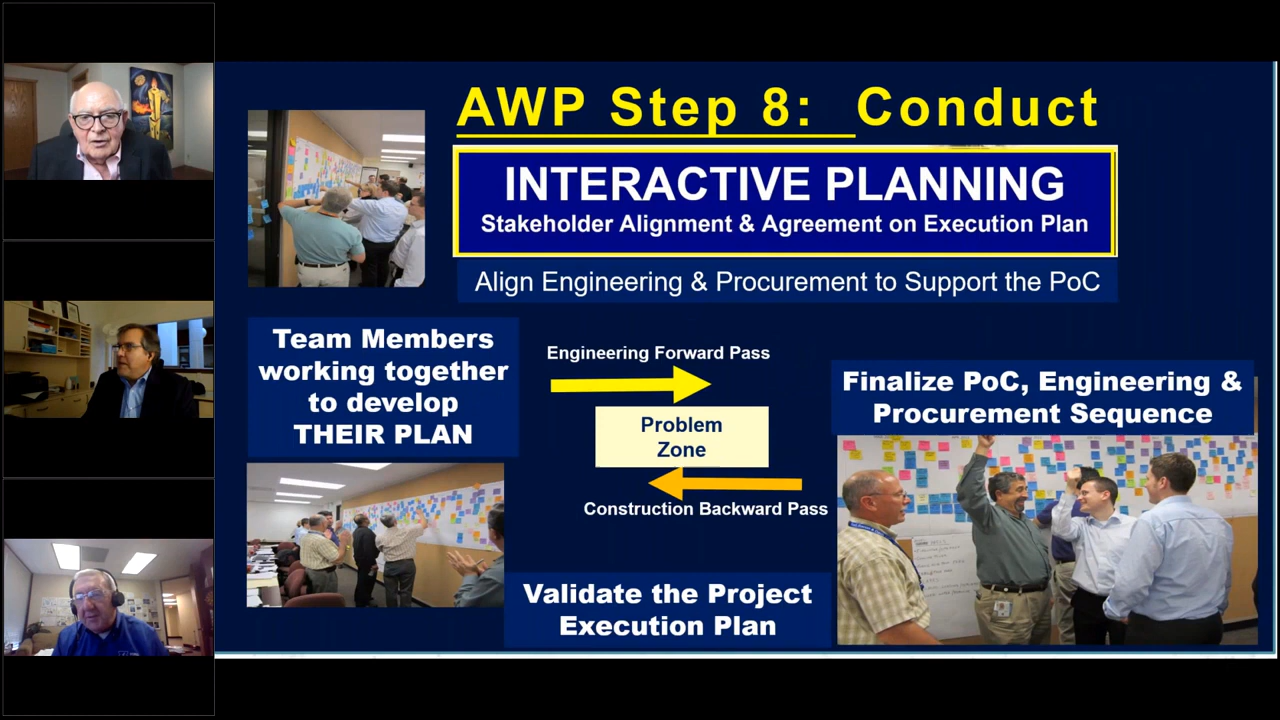 AWP Step 8: Conduct
INTERACTIVE PLANNING
Stakeholder Alignment & Agreement on Execution Plan
Align Engineering & Procurement to Support the PoC
Team Members
working together
to develop
THEIR PLAN
Engineering Forward Pass
Problem
Zone
Construction Backward Pass
Finalize PoC, Engineering &
Procurement Sequence
Validate the Project
Execution Plan